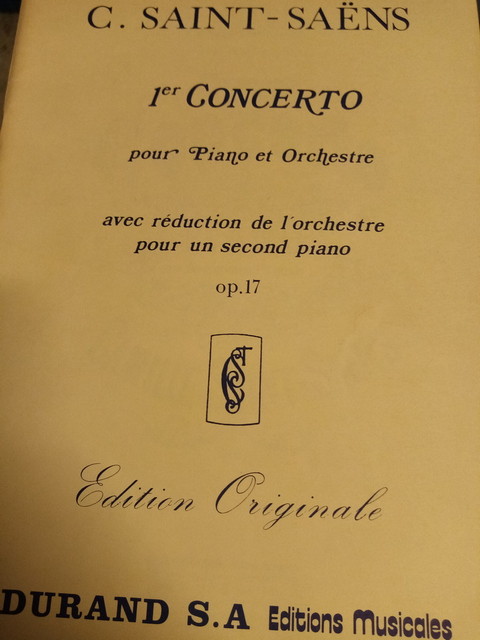 C. SAINT-SAËNS
1er CONCERTO
pour Piano et Orchestre
avec réduction de l'orchestre
pour un second piano
op.17
Edition Originale
DURAND S.A Editions Musicales